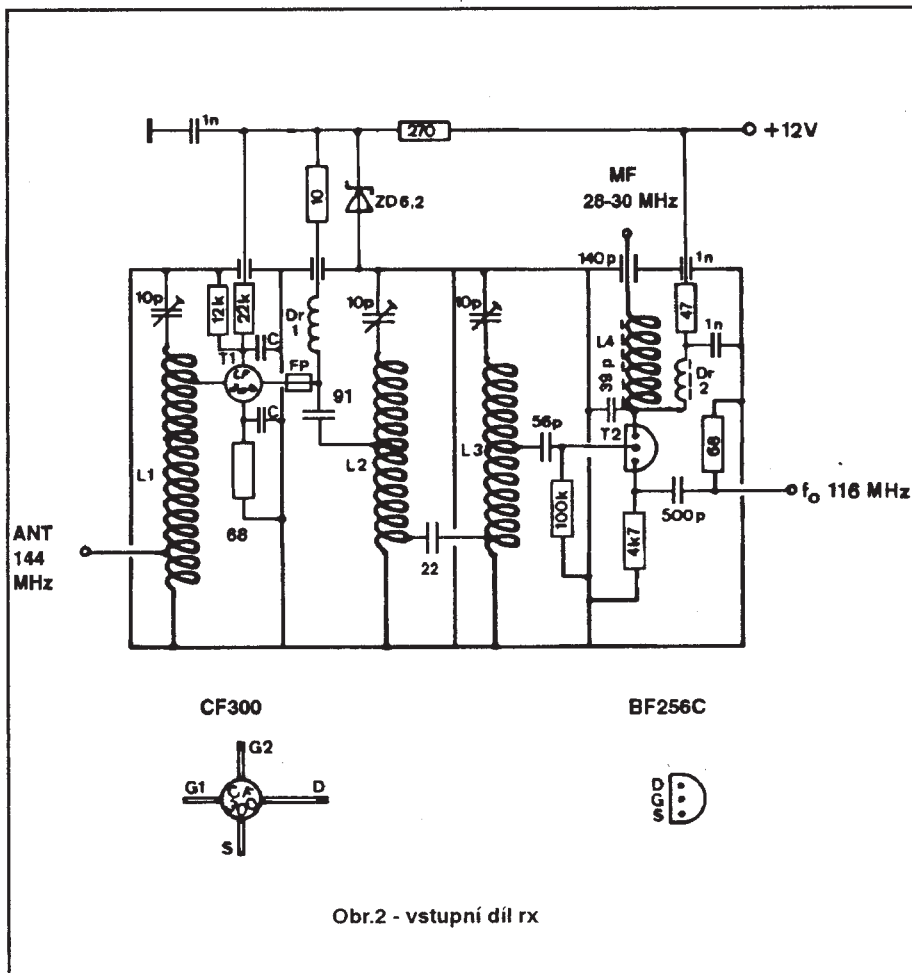 1n
270
+12V
10
ZD6,2
MF
28-30 MHz
140p
1n
10p
12k
22k
C
T1
CF
Dr
1
FP
10p
10p
47
1n
L4
39 p
Dr
2
91
C
56p
T2
68
L1
L2
L3
100k
500p
f₀ 116 MHz
68
ANT
144
MHz
22
4k7
CF300
BF256C
G2
G1
D
S
D
G
S
Obr.2 - vstupní díl rx